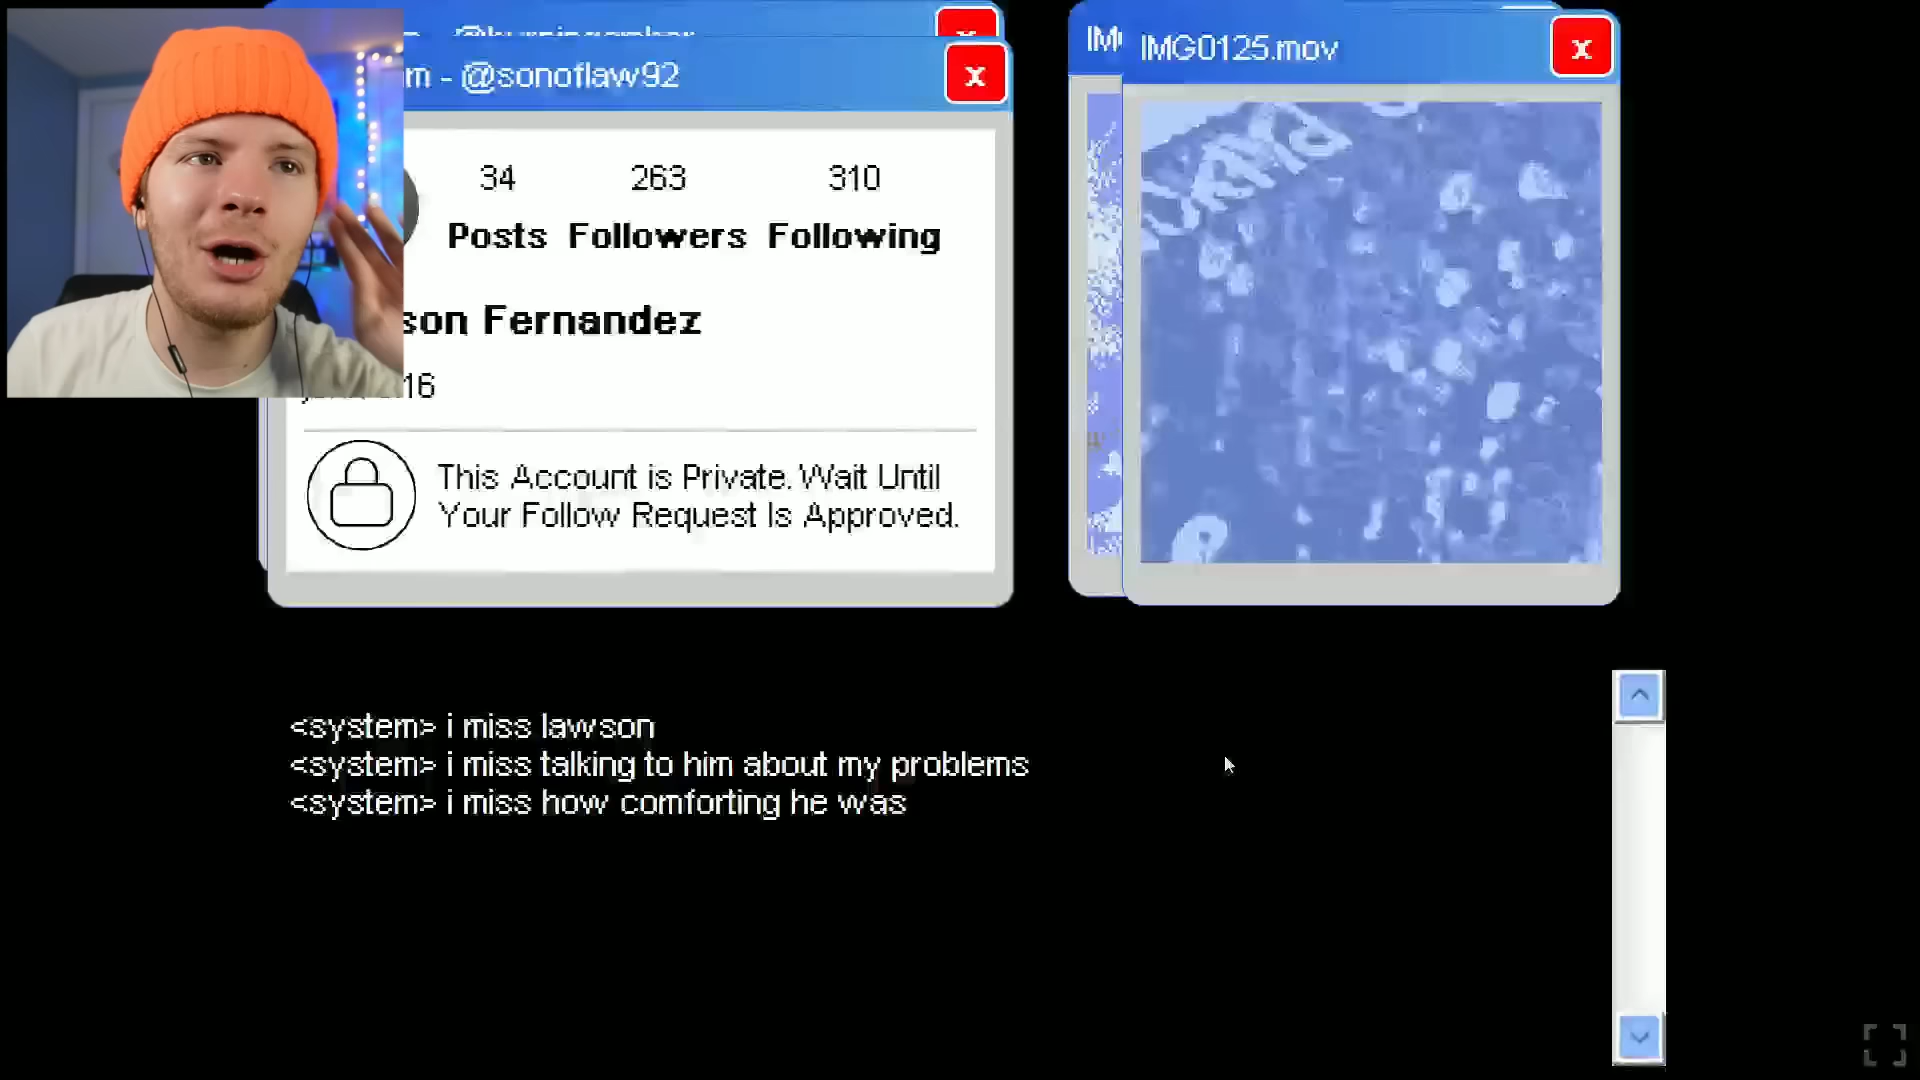 m - @sonoflaw92
x
34 263 310
Posts Followers Following
son Fernandez
16
This Account is Private. Wait Until
Your Follow Request Is Approved.
IM
IMG0125.mov
x
<system> i miss lawson
<system> i miss talking to him about my problems
<system> i miss how comforting he was